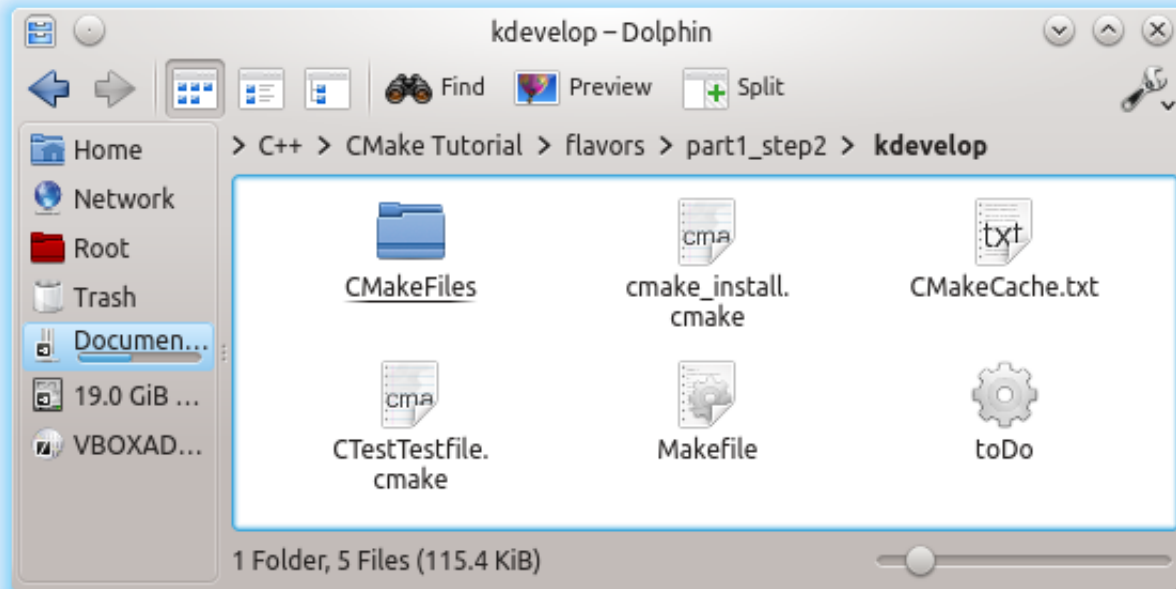 kdevelop – Dolphin
Find Preview Split
Home
Network
Root
Trash
Documen...
19.0 GiB ...
VBOXAD...
> C++ > CMake Tutorial > flavors > part1_step2 > kdevelop
CMakeFiles
cma
cmake_install.
cmake
txt
CMakeCache.txt
cma
CTestTestfile.
cmake
Makefile
toDo
1 Folder, 5 Files (115.4 KiB)